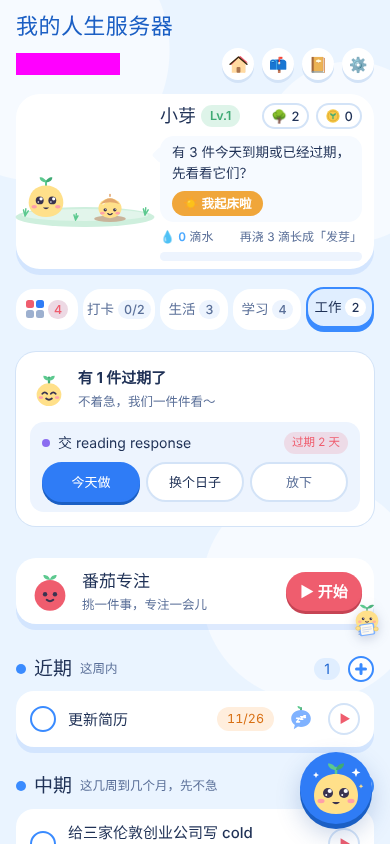 我的人生服务器
小芽 Lv.1 2 0
有 3 件今天到期或已经过期，
先看看它们?
我起床啦
0 滴水 再浇 3 滴长成「发芽」
4 打卡 0/2 生活 3 学习 4 工作 2
有 1 件过期了
不着急，我们一件件看～
交 reading response 过期 2 天
今天做 换个日子 放下
番茄专注
挑一件事，专注一会儿
开始
近期 这周内 1
更新简历 11/26
中期 这几周到几个月，先不急
给三家伦敦创业公司写 cold